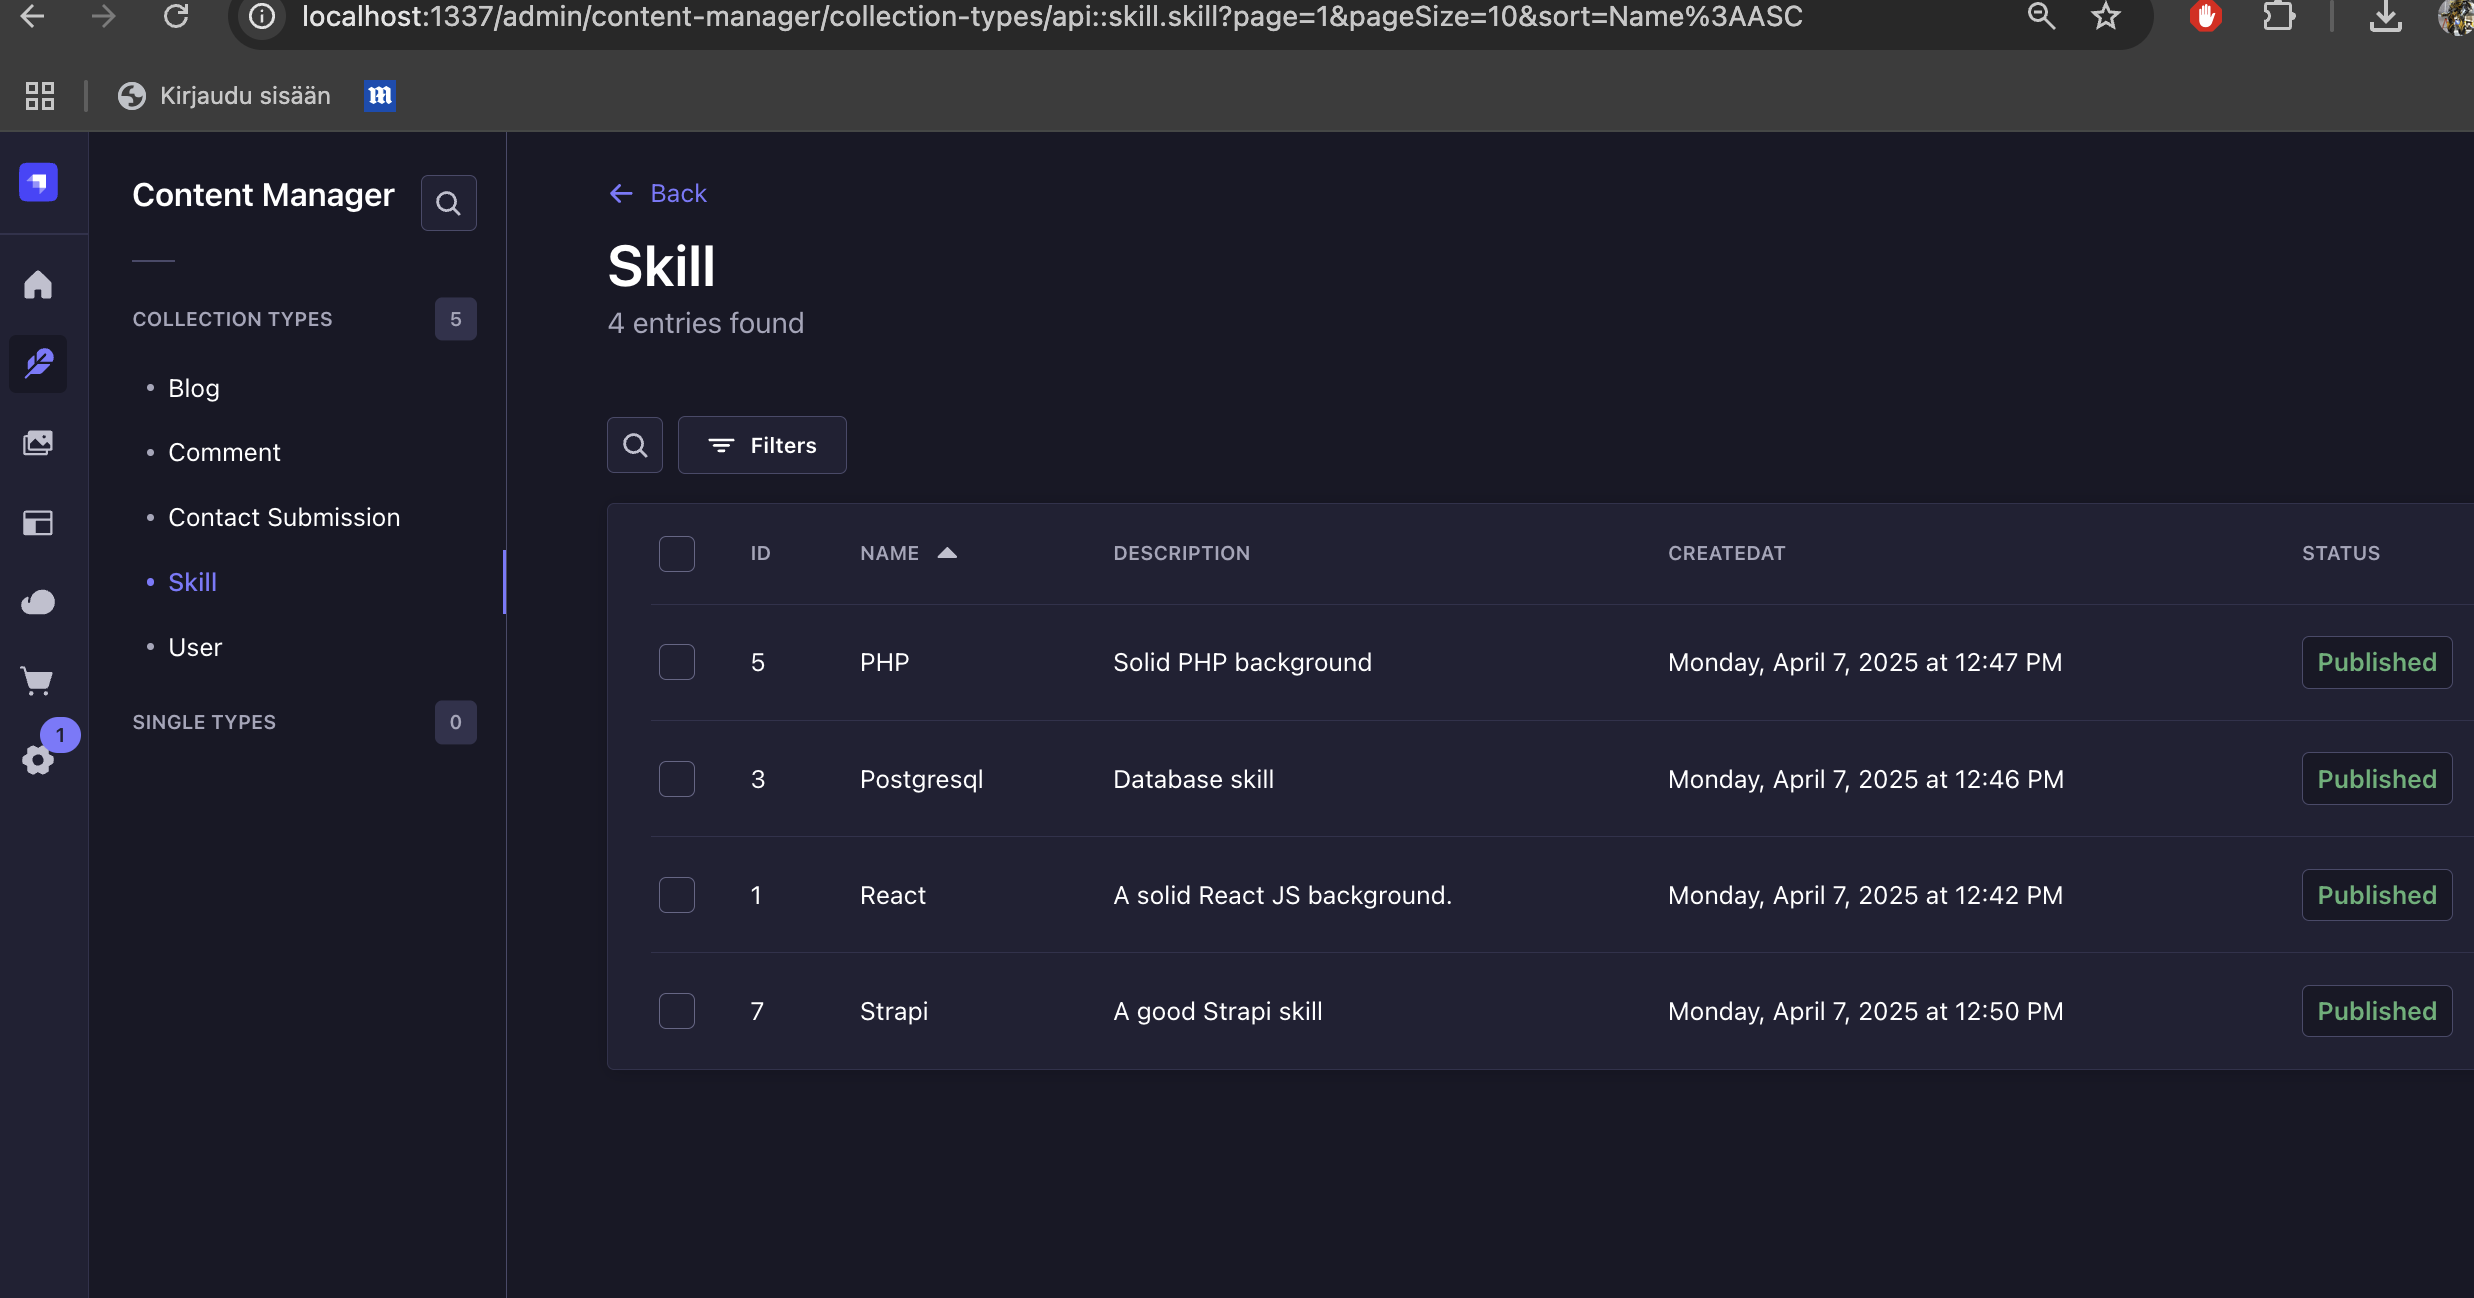 localhost:1337/admin/content-manager/collection-types/api::skill.skill?page=1&pageSize=10&sort=Name%3AASC
Kirjaudu sisään
m
Content Manager
COLLECTION TYPES 5
Blog
Comment
Contact Submission
Skill
User
SINGLE TYPES 0
1
Back
Skill
4 entries found
Filters
ID NAME DESCRIPTION CREATEDAT STATUS
5 PHP Solid PHP background Monday, April 7, 2025 at 12:47 PM Published
3 Postgresql Database skill Monday, April 7, 2025 at 12:46 PM Published
1 React A solid React JS background. Monday, April 7, 2025 at 12:42 PM Published
7 Strapi A good Strapi skill Monday, April 7, 2025 at 12:50 PM Published